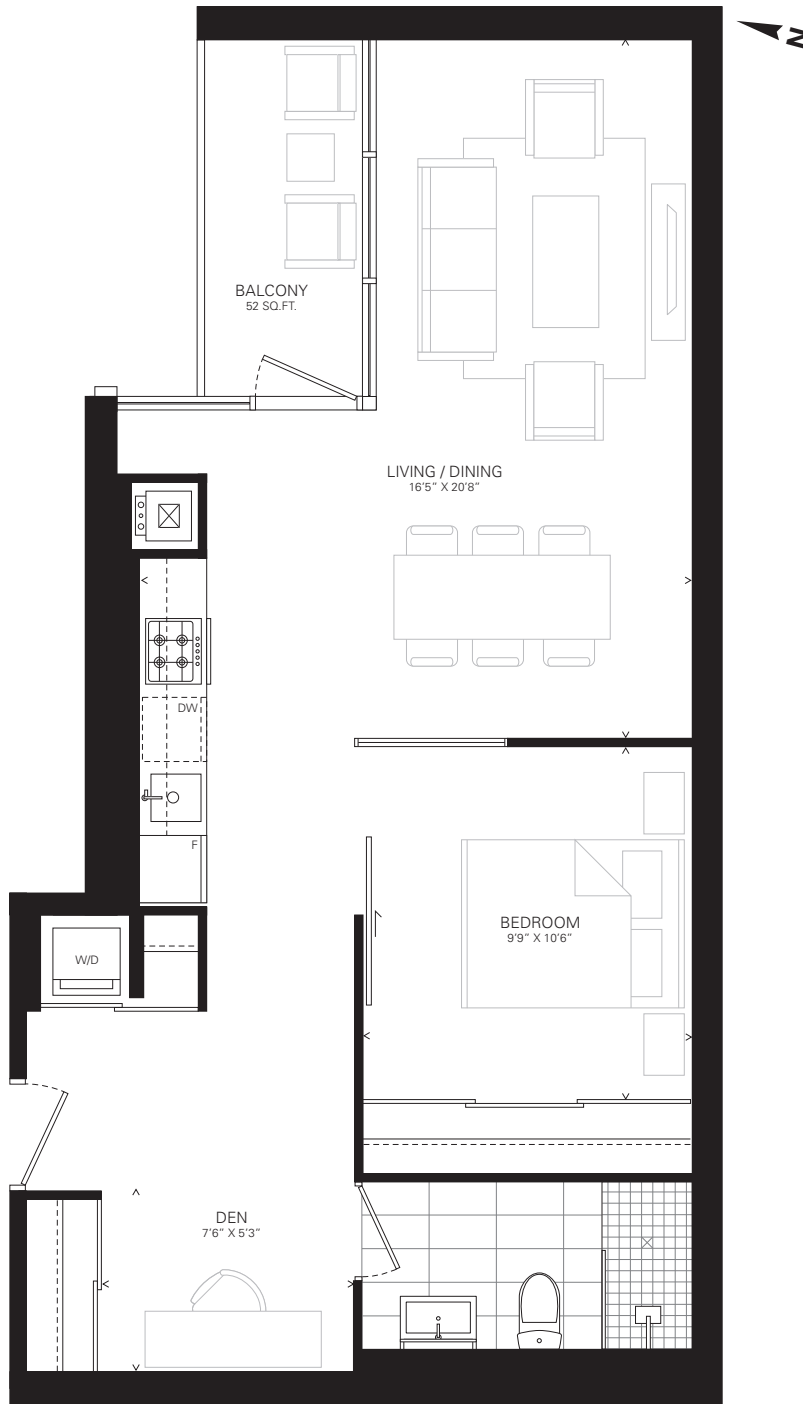 N
BALCONY
52 SQ.FT.
LIVING / DINING
16'5" X 20'8"
DW
F
W/D
BEDROOM
9'9" X 10'6"
DEN
7'6" X 5'3"